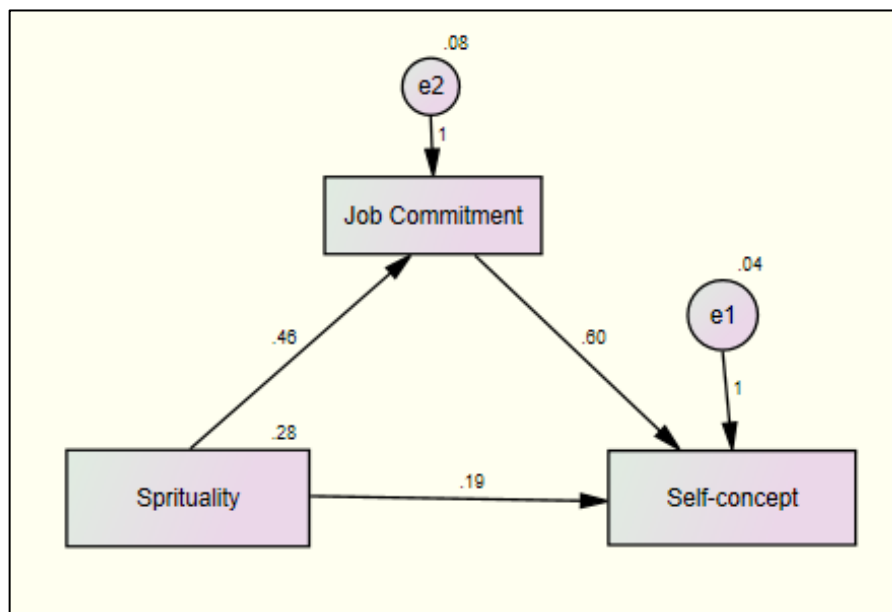 .08
e2
1
Job Commitment
.04
e1
.46
.60
1
.28
Sprituality
.19
Self-concept